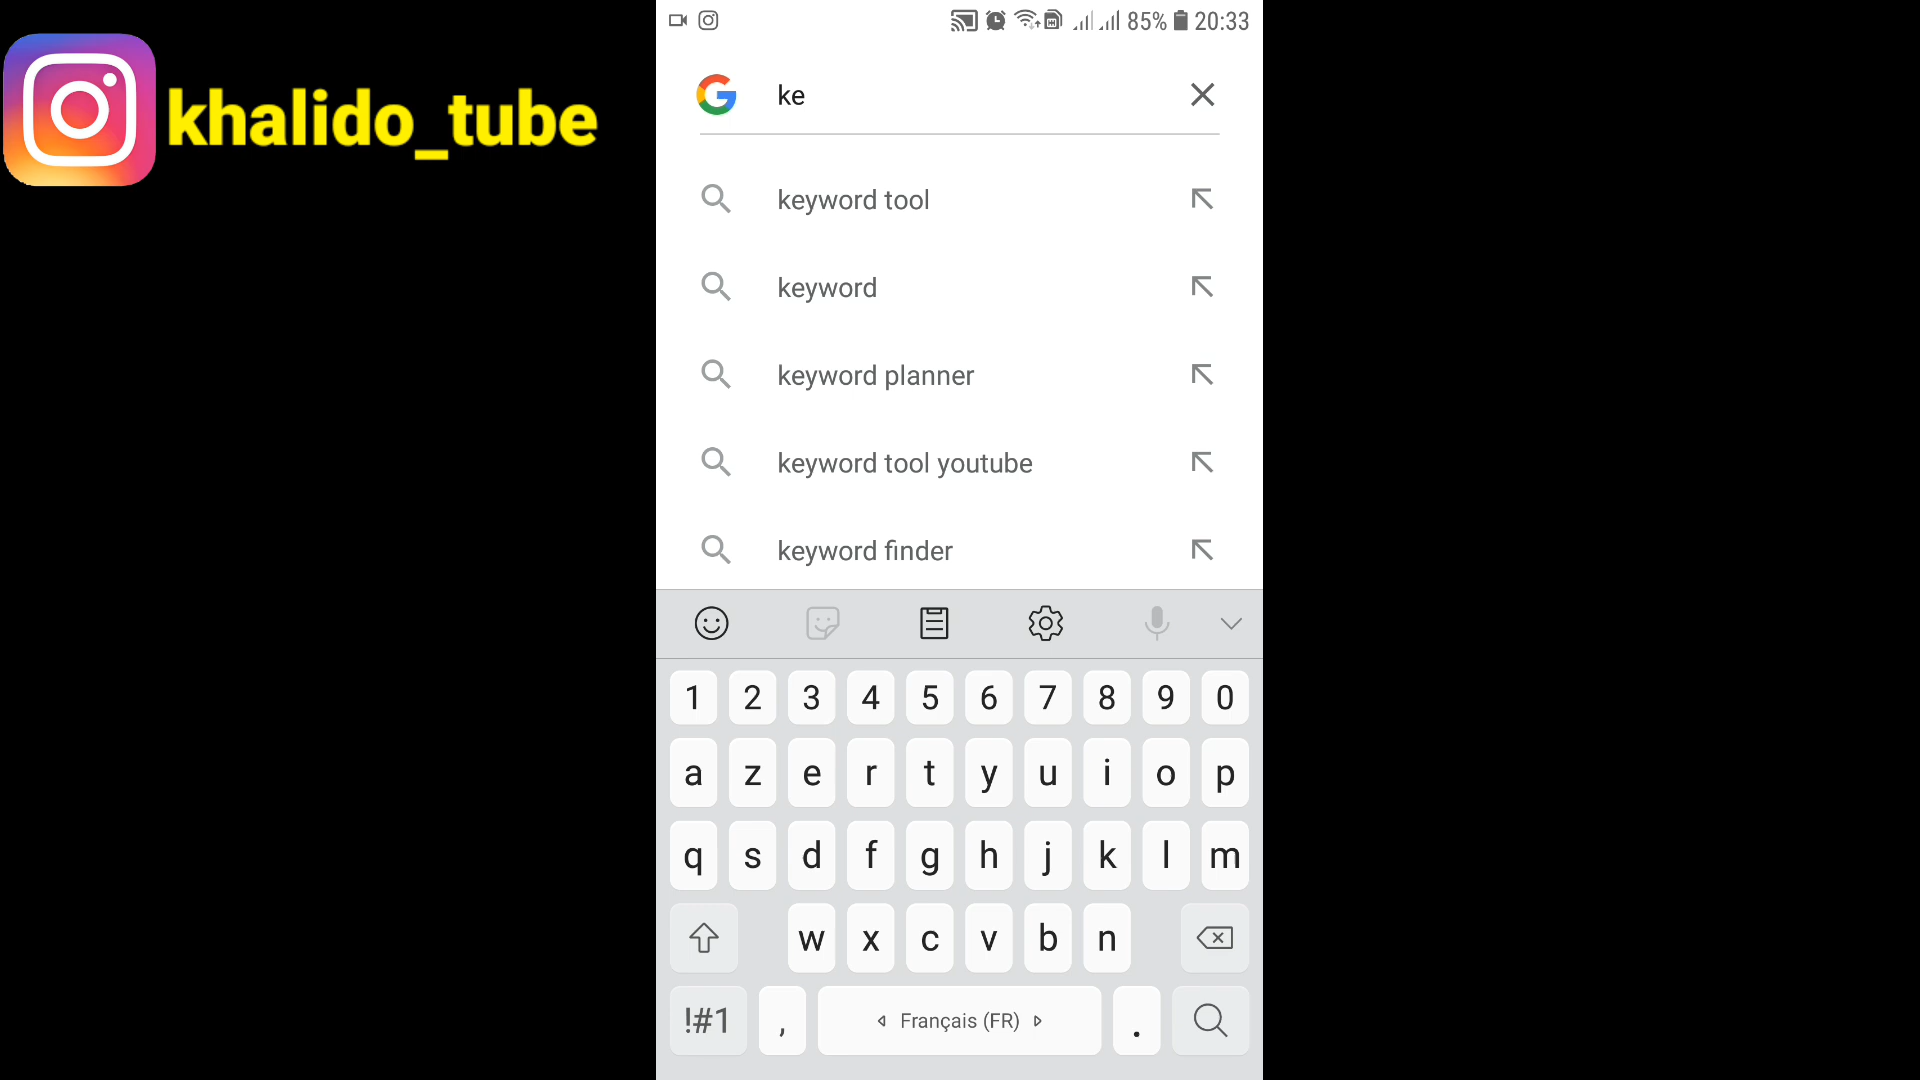 khalido_tube
85% 20:33
ke
keyword tool
keyword
keyword planner
keyword tool youtube
keyword finder
1 2 3 4 5 6 7 8 9 0
a z e r t y u i o p
q s d f g h j k l m
w x c v b n
!#1 , Français (FR) .